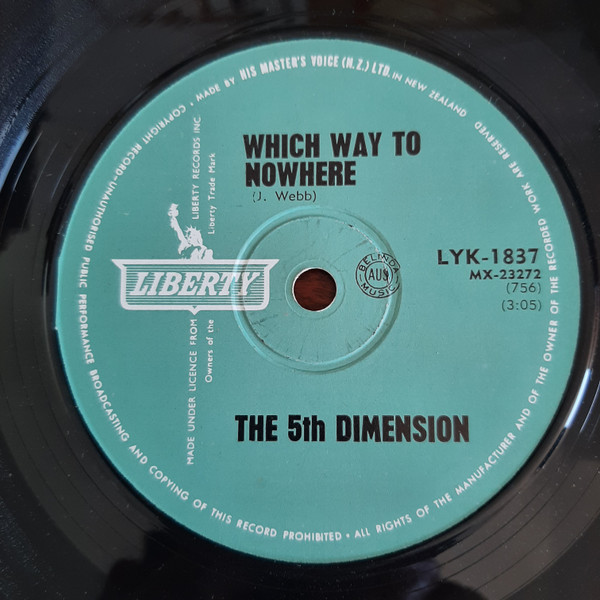 MADE BY HIS MASTER'S VOICE (N.Z.) LTD. IN NEW ZEALAND
WHICH WAY TO
NOWHERE
(J. Webb)
LIBERTY
MADE UNDER LICENCE FROM LIBERTY RECORDS INC.
Owners of the Liberty Trade Mark
BELINDA
AUS
MUSIC
LYK-1837
MX-23272
(756)
(3:05)
THE 5th DIMENSION
COPYRIGHT RECORD-UNAUTHORISED PUBLIC PERFORMANCE BROADCASTING AND COPYING OF THIS RECORD PROHIBITED • ALL RIGHTS OF THE MANUFACTURER AND OF THE OWNER OF THE RECORDED WORK ARE RESERVED